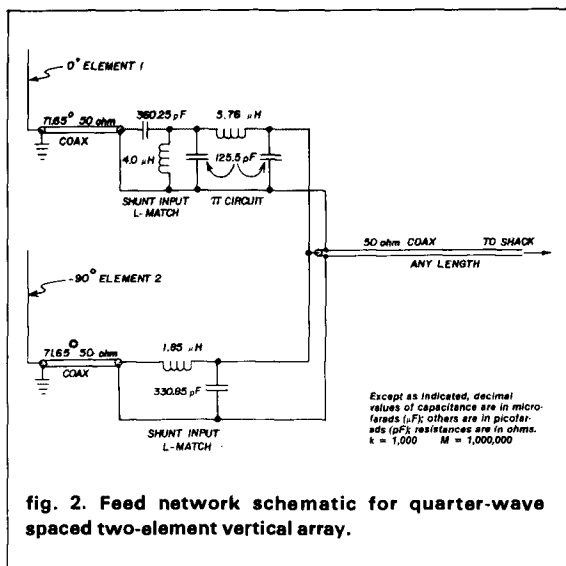 0° ELEMENT 1
360.25 pF
5.76 μH
71.65° 50 ohm
COAX
4.0 μH
125.5 pF
SHUNT INPUT
L-MATCH
π CIRCUIT
50 ohm COAX
TO SHACK
ANY LENGTH
-90° ELEMENT 2
71.65° 50 ohm
COAX
1.85 μH
330.85 pF
SHUNT INPUT
L-MATCH
Except as indicated, decimal
values of capacitance are in micro-
farads (μF); others are in picofar-
ads (pF); resistances are in ohms.
k = 1,000 M = 1,000,000
fig. 2. Feed network schematic for quarter-wave
spaced two-element vertical array.